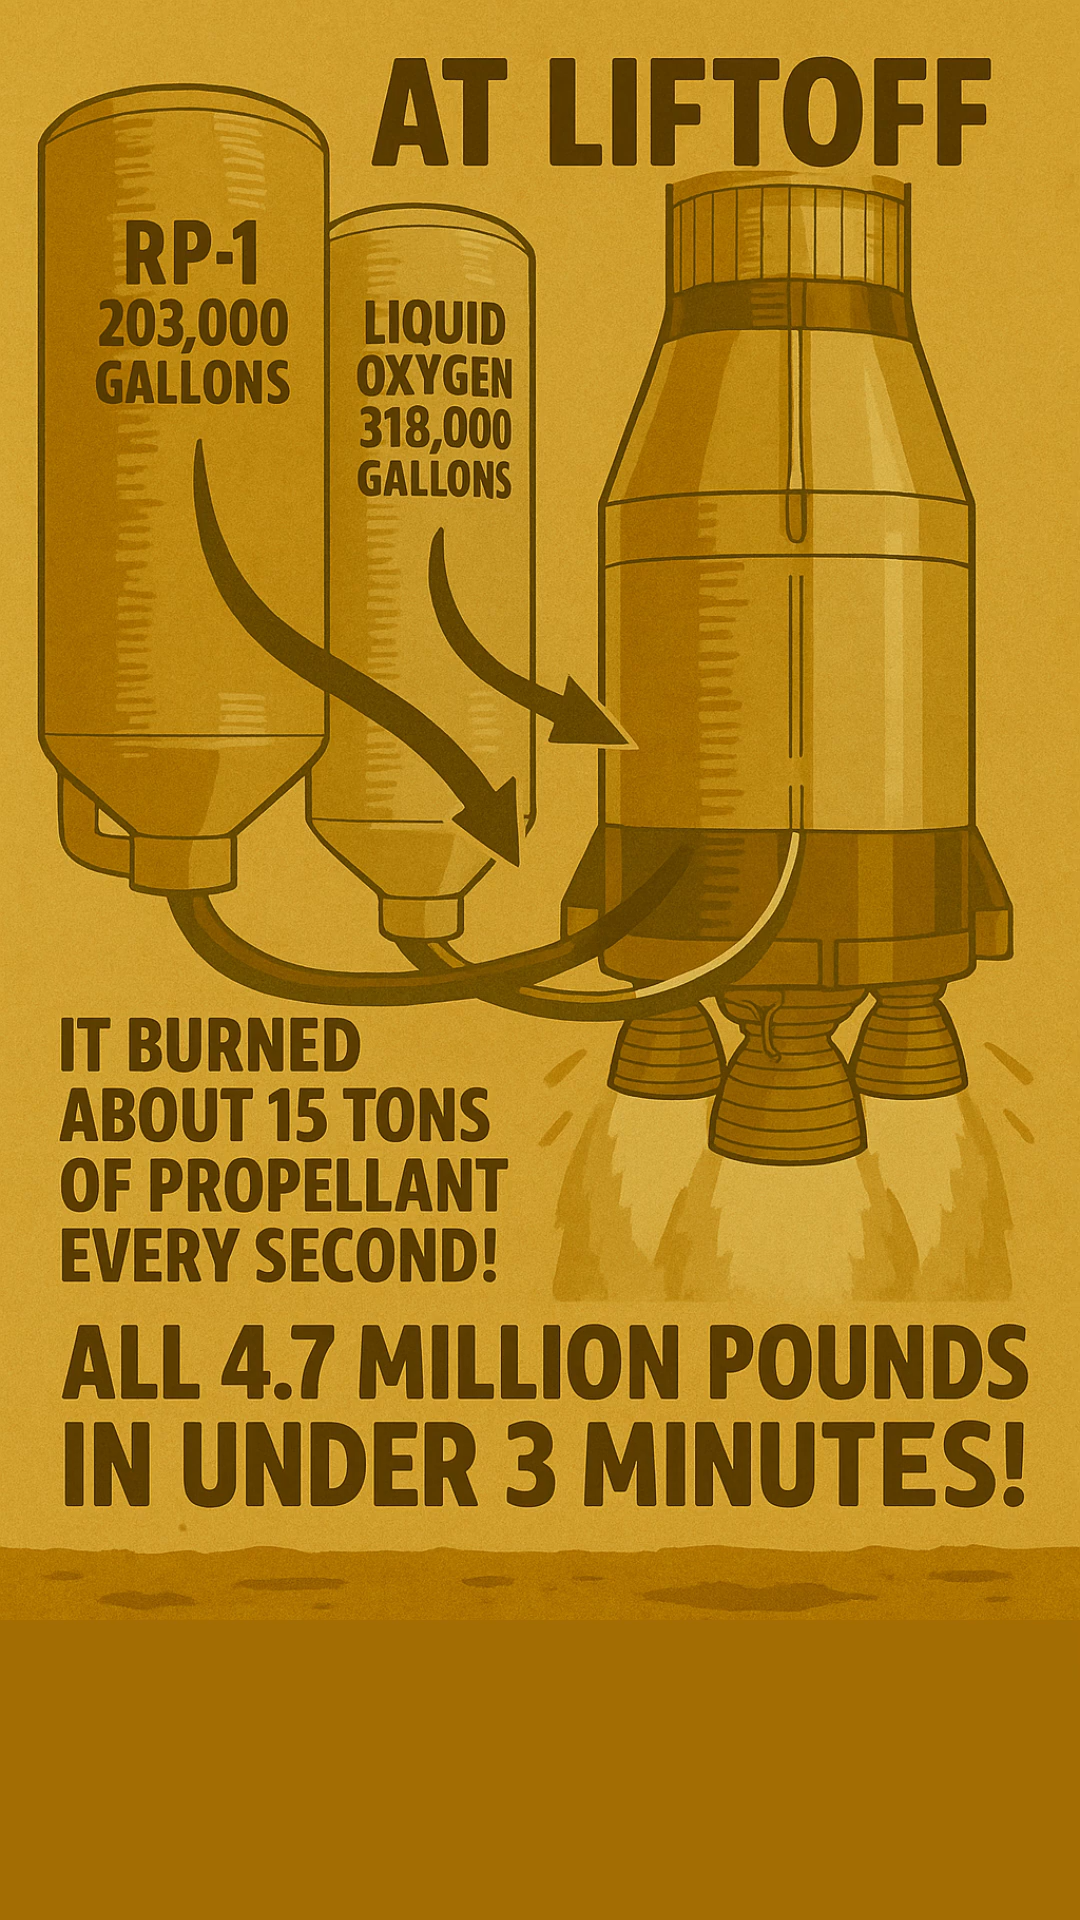 AT LIFTOFF
RP-1
203,000
GALLONS
LIQUID
OXYGEN
318,000
GALLONS
IT BURNED
ABOUT 15 TONS
OF PROPELLANT
EVERY SECOND!
ALL 4.7 MILLION POUNDS
IN UNDER 3 MINUTES!